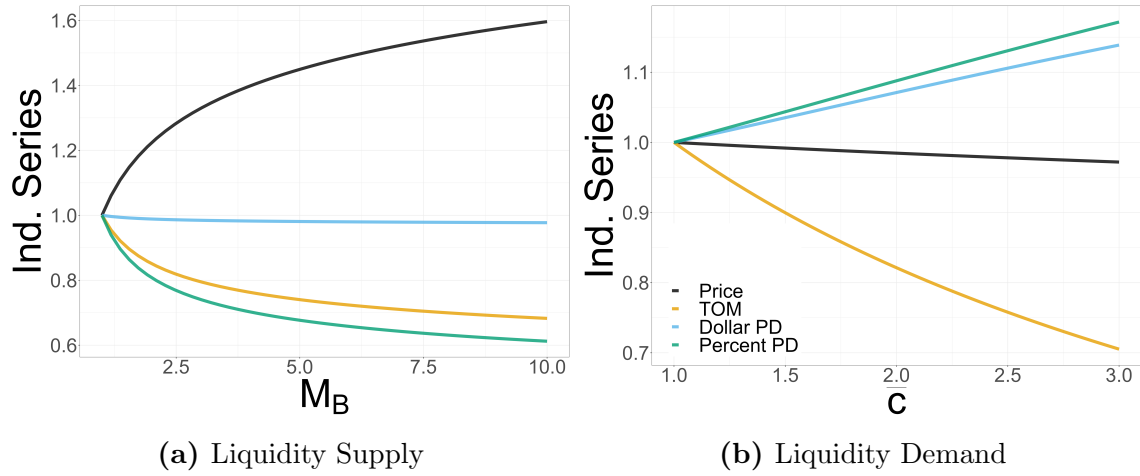 Ind. Series
1.6
1.4
1.2
1.0
0.8
0.6
2.5
5.0
7.5
10.0
M_B
(a) Liquidity Supply
Ind. Series
1.1
1.0
0.9
0.8
0.7
Price
TOM
Dollar PD
Percent PD
1.0
1.5
2.0
2.5
3.0
c̅
(b) Liquidity Demand